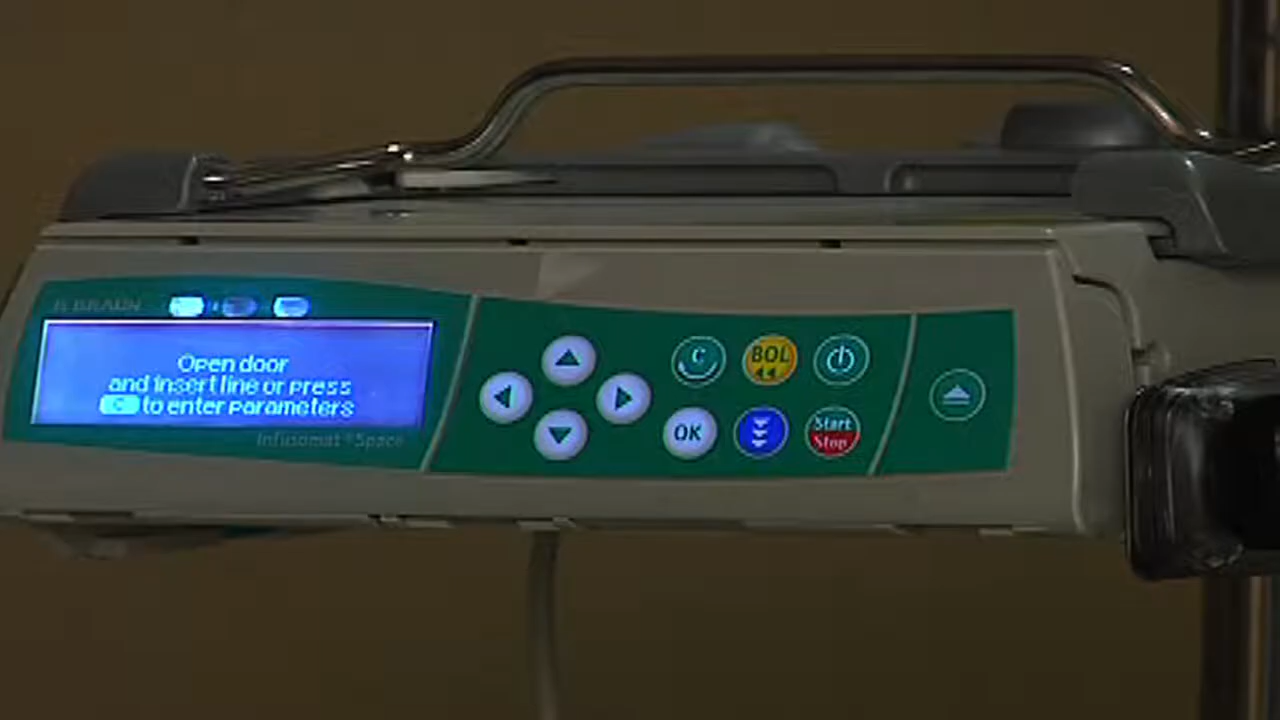 B|BRAUN
Open door
and insert line or press
C to enter parameters
Infusomat® Space
C
BOL
OK
Start
Stop